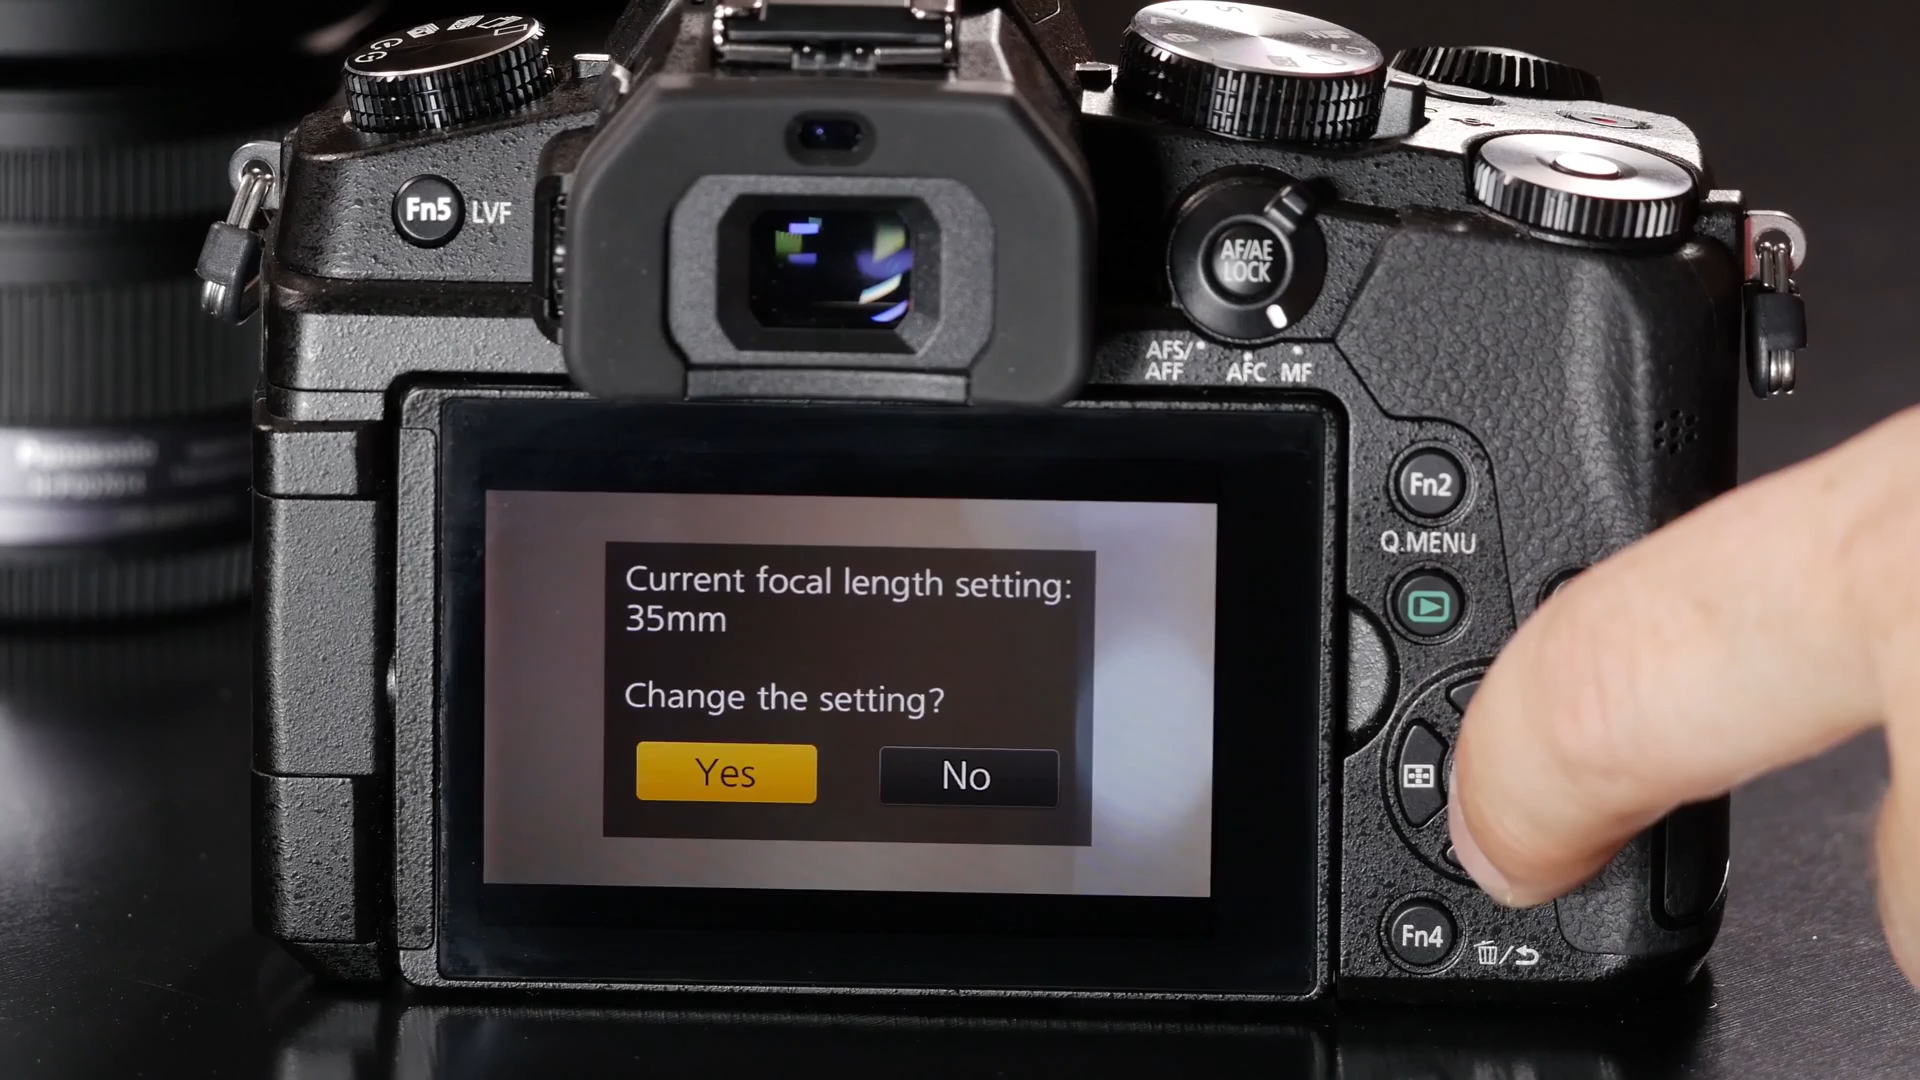 Fn5 LVF
AF/AE
LOCK
AFS/
AFF
AFC MF
Fn2
Q.MENU
Panasonic
Current focal length setting:
35mm
Change the setting?
Yes
No
Fn4